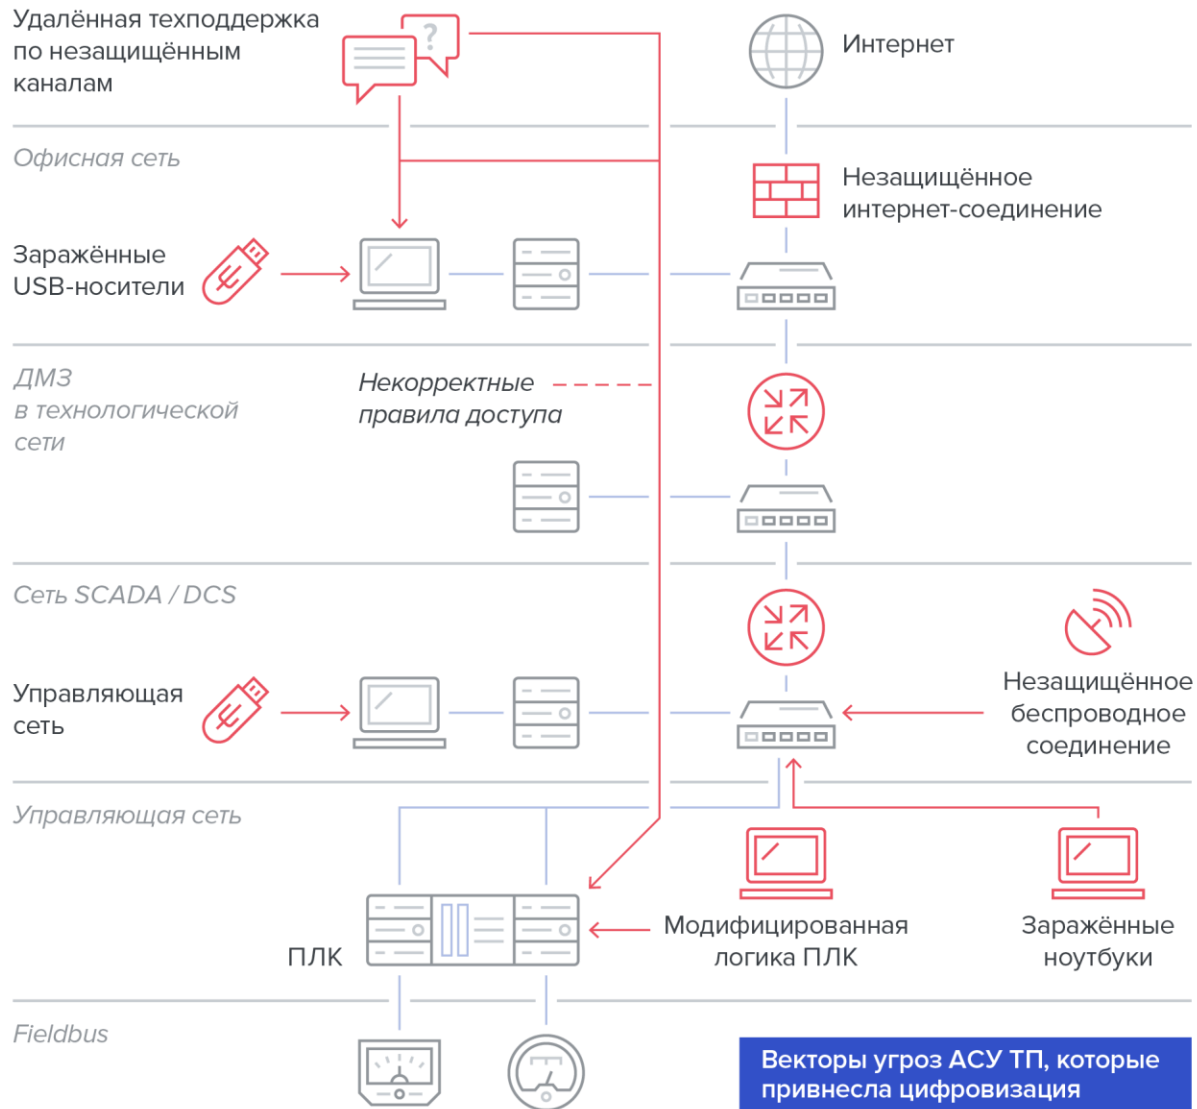 Удалённая техподдержка
по незащищённым
каналам
?
Интернет
Офисная сеть
Незащищённое
интернет-соединение
Заражённые
USB-носители
ДМЗ
в технологической
сети
Некорректные
правила доступа
Сеть SCADA / DCS
Управляющая
сеть
Незащищённое
беспроводное
соединение
Управляющая сеть
ПЛК
Модифицированная
логика ПЛК
Заражённые
ноутбуки
Fieldbus
Векторы угроз АСУ ТП, которые
привнесла цифровизация